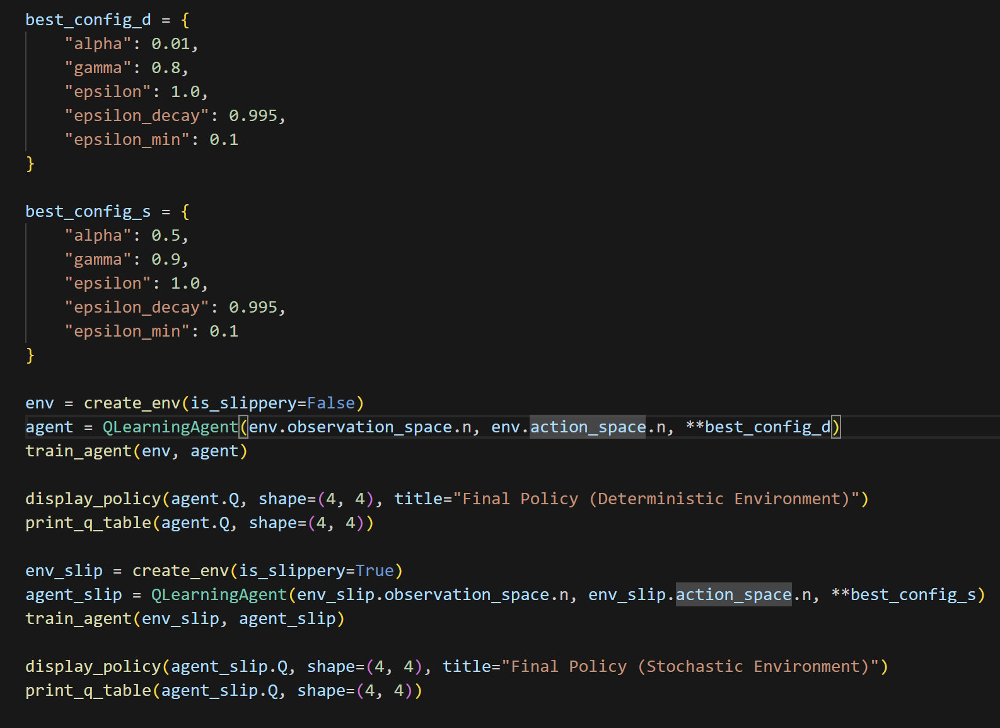 best_config_d = {
    "alpha": 0.01,
    "gamma": 0.8,
    "epsilon": 1.0,
    "epsilon_decay": 0.995,
    "epsilon_min": 0.1
}

best_config_s = {
    "alpha": 0.5,
    "gamma": 0.9,
    "epsilon": 1.0,
    "epsilon_decay": 0.995,
    "epsilon_min": 0.1
}

env = create_env(is_slippery=False)
agent = QLearningAgent(env.observation_space.n, env.action_space.n, **best_config_d)
train_agent(env, agent)

display_policy(agent.Q, shape=(4, 4), title="Final Policy (Deterministic Environment)")
print_q_table(agent.Q, shape=(4, 4))

env_slip = create_env(is_slippery=True)
agent_slip = QLearningAgent(env_slip.observation_space.n, env_slip.action_space.n, **best_config_s)
train_agent(env_slip, agent_slip)

display_policy(agent_slip.Q, shape=(4, 4), title="Final Policy (Stochastic Environment)")
print_q_table(agent_slip.Q, shape=(4, 4))